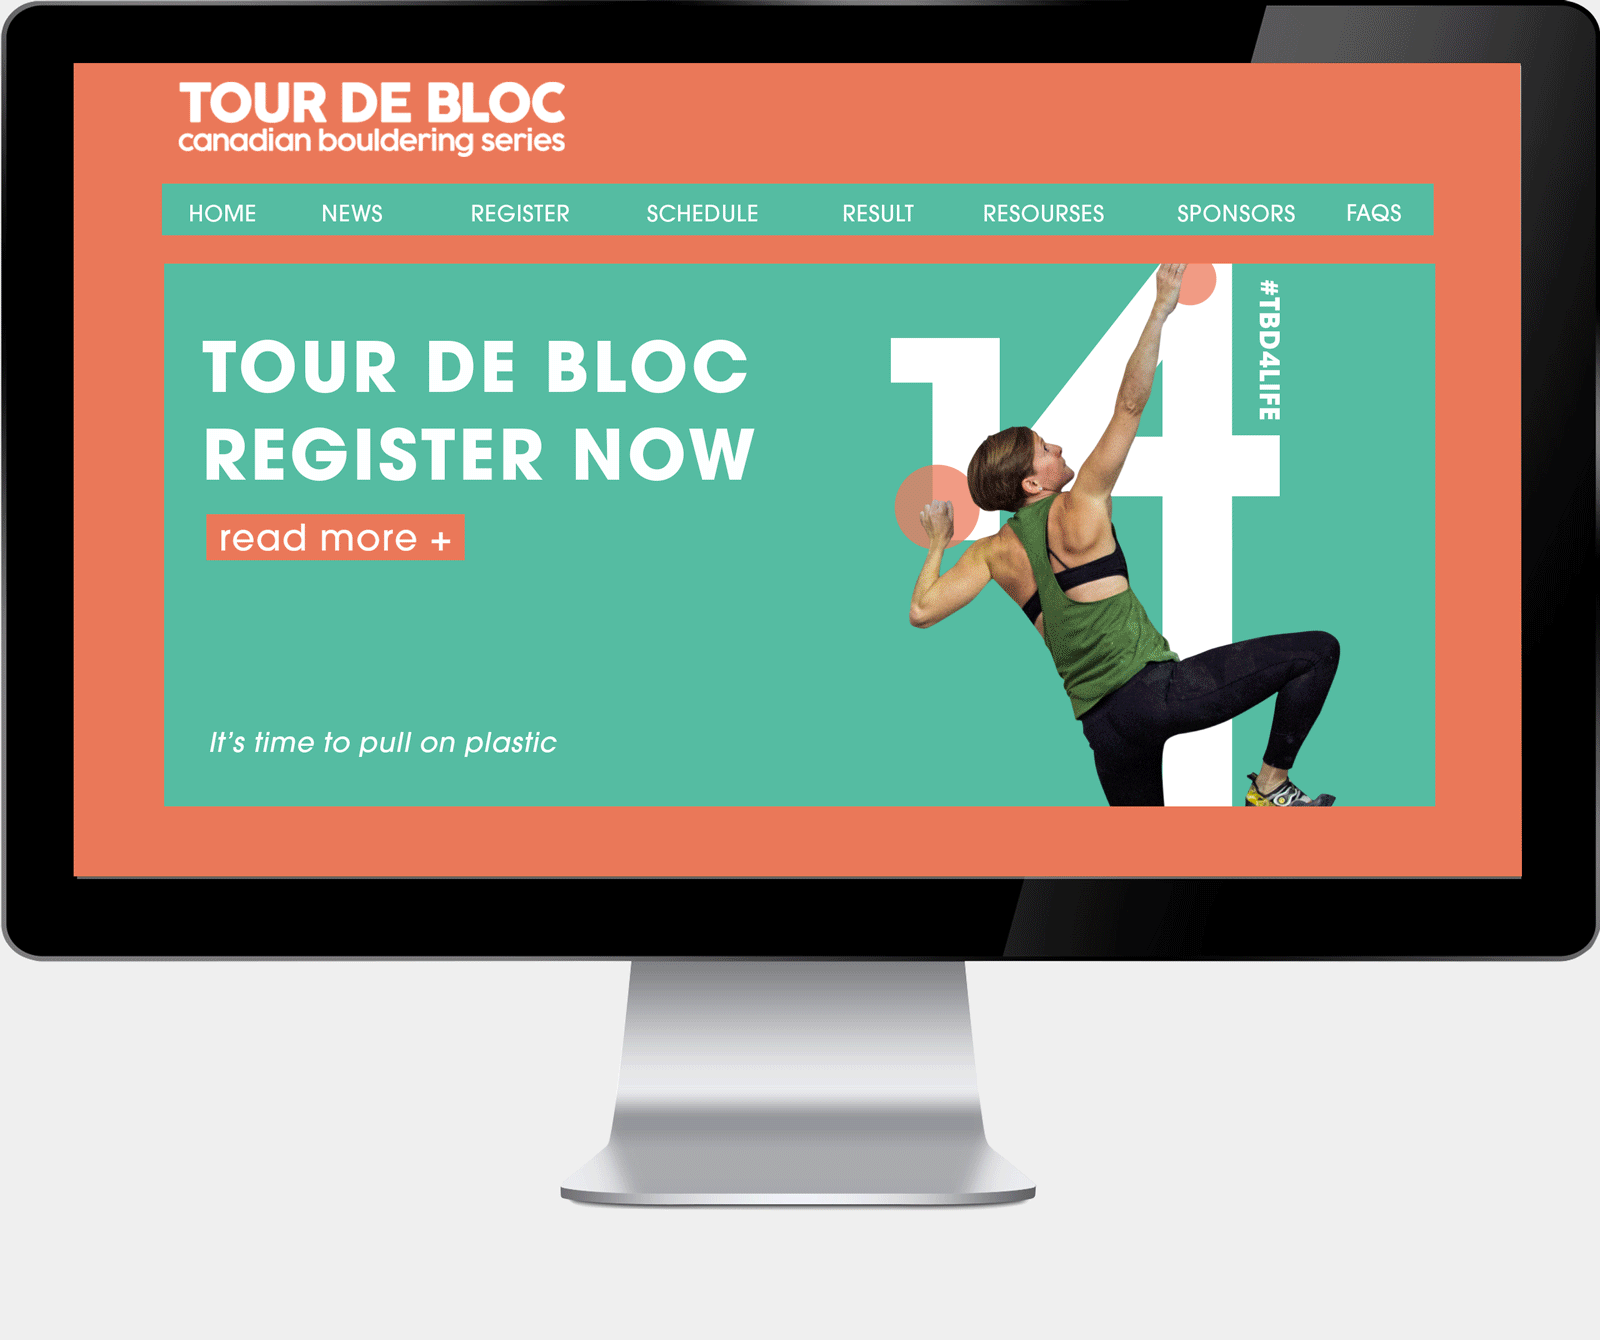 TOUR DE BLOC
canadian bouldering series
HOME NEWS REGISTER SCHEDULE RESULT RESOURSES SPONSORS FAQS
TOUR DE BLOC
REGISTER NOW
read more +
It's time to pull on plastic
14
#TBD4LIFE